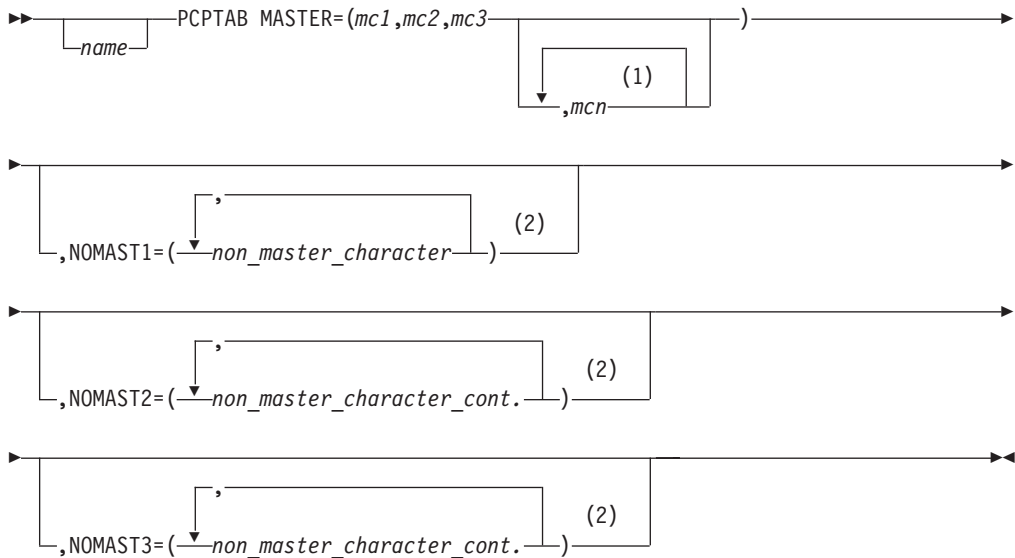 PCPTAB MASTER=(mc1,mc2,mc3 )
name
(1)
,mcn
,
(2)
,NOMAST1=( non_master_character )
,
(2)
,NOMAST2=( non_master_character_cont. )
,
(2)
,NOMAST3=( non_master_character_cont. )